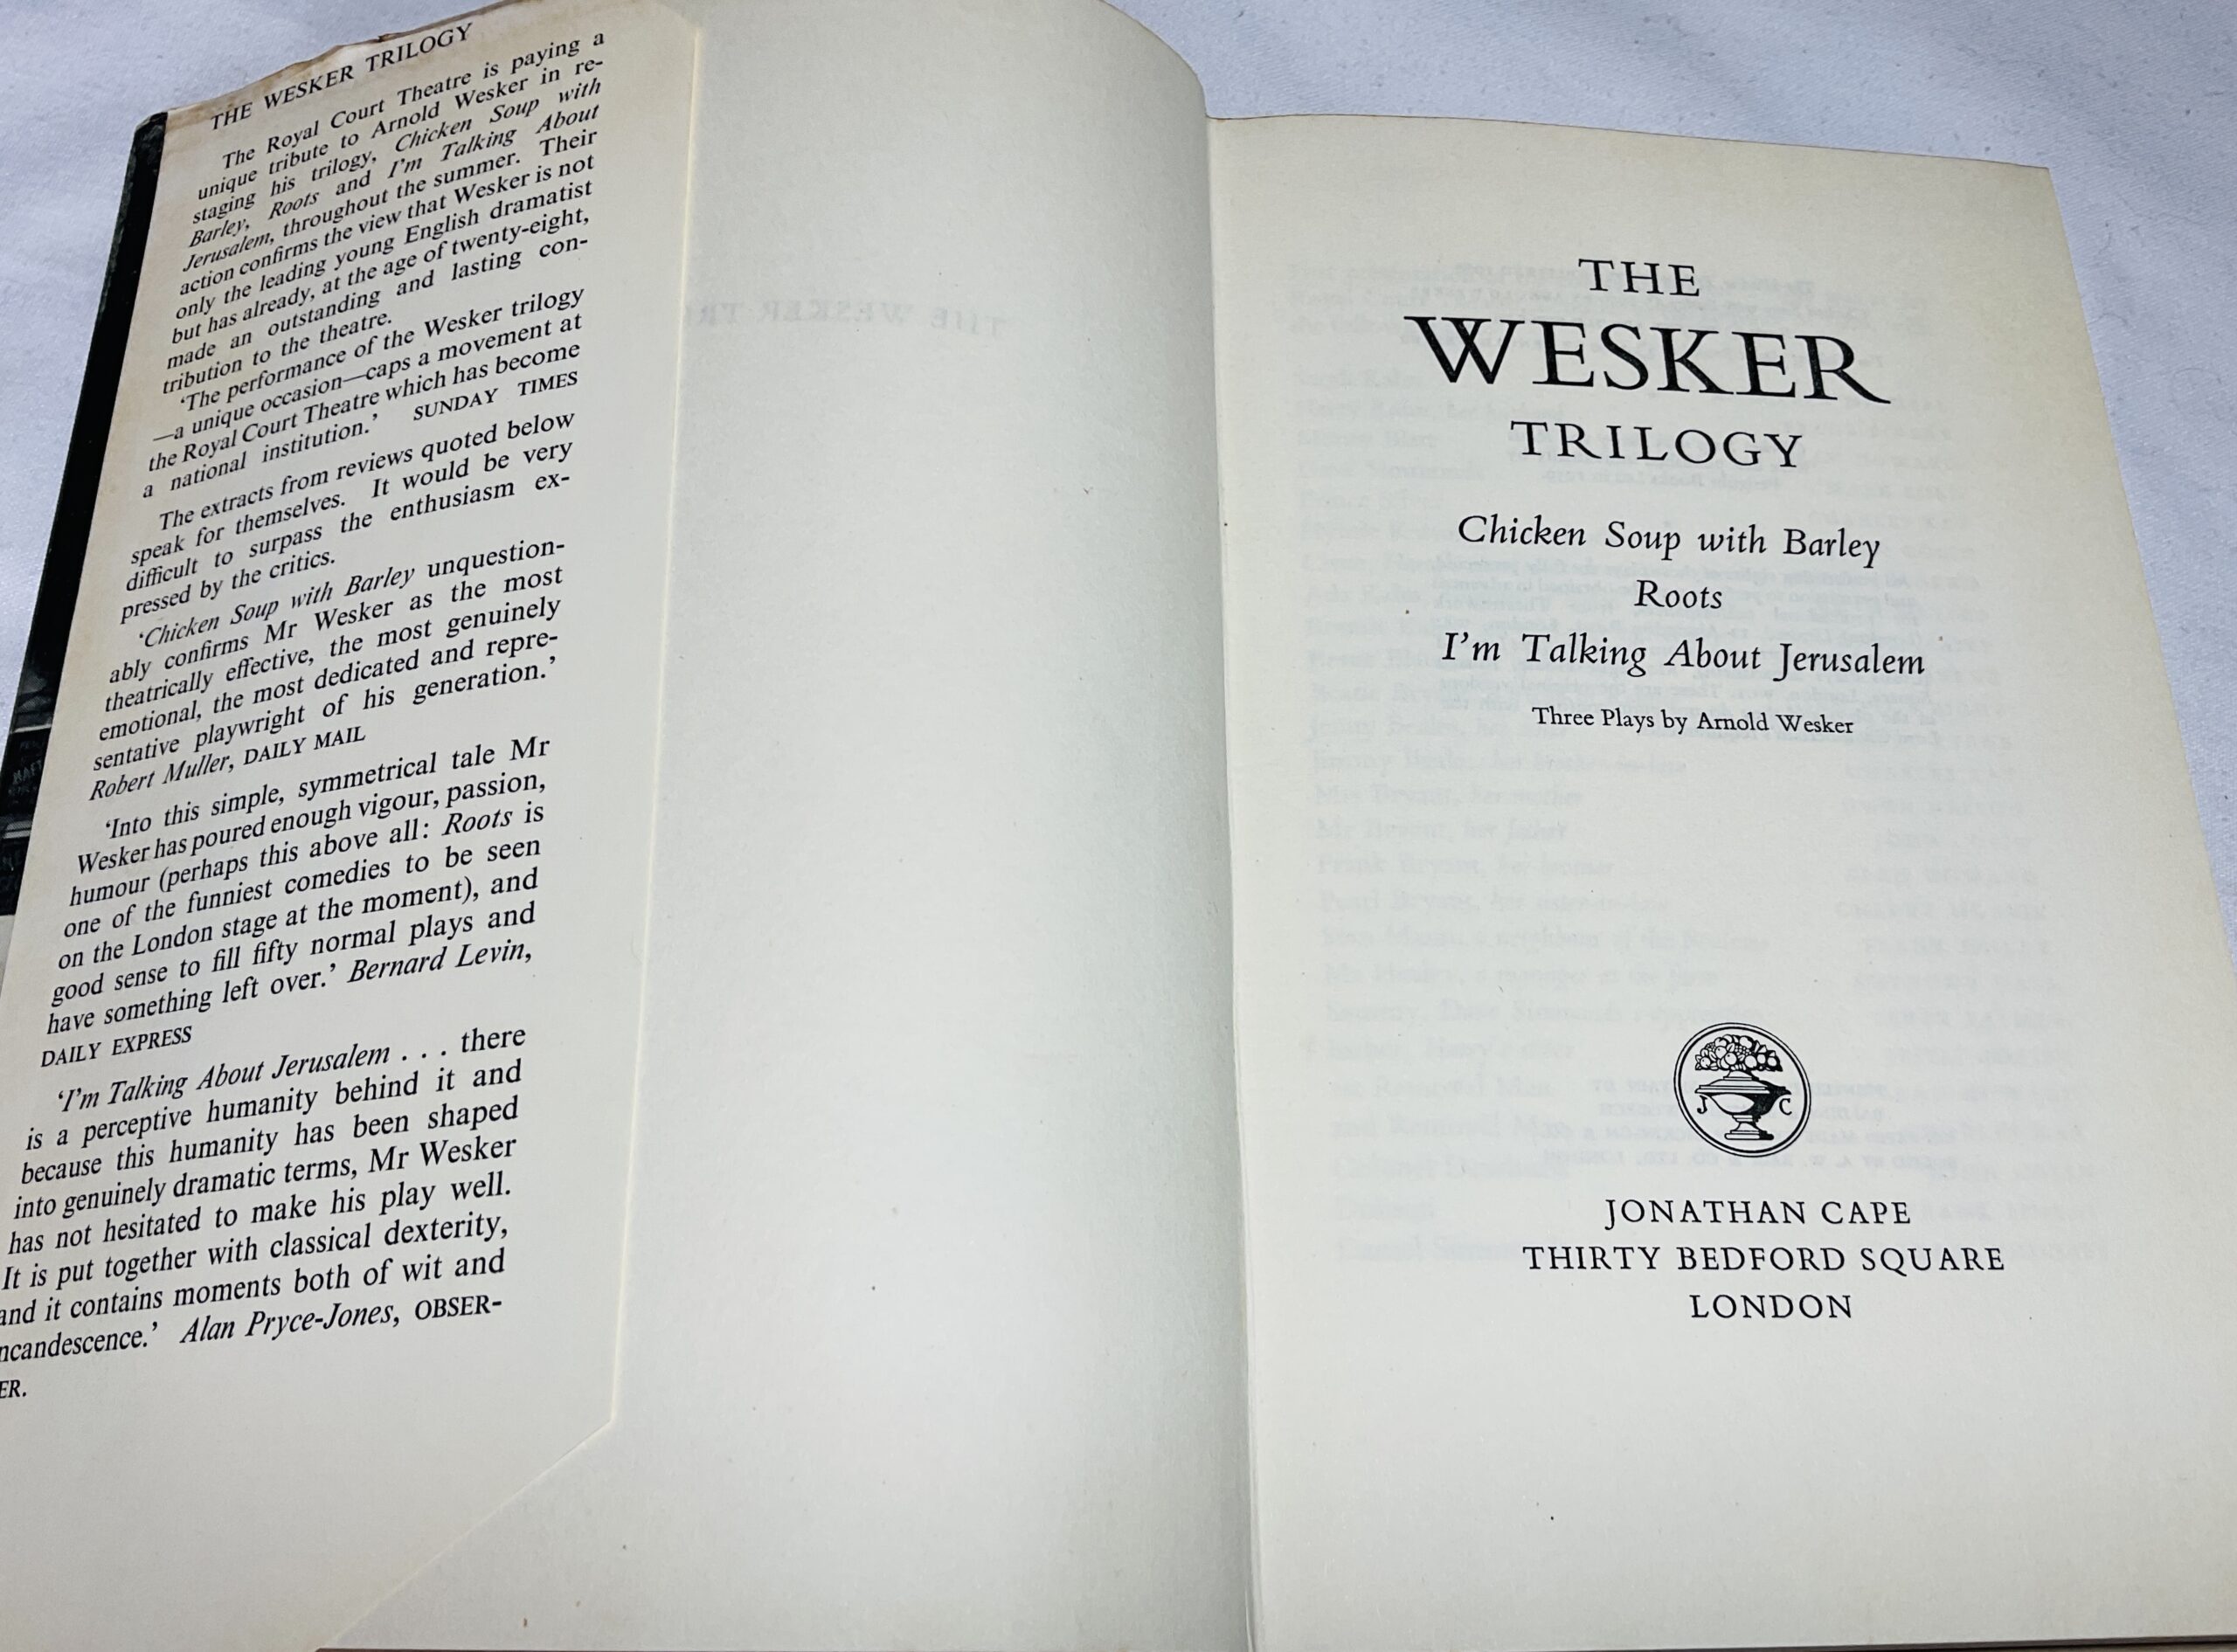 THE WESKER TRILOGY
The Royal Court Theatre is paying a
unique tribute to Arnold Wesker in re-
staging his trilogy, Chicken Soup with
Barley, Roots and I'm Talking About
Jerusalem, throughout the summer. Their
action confirms the view that Wesker is not
only the leading young English dramatist
but has already, at the age of twenty-eight,
made an outstanding and lasting con-
tribution to the theatre.
‘The performance of the Wesker trilogy
—a unique occasion—caps a movement at
the Royal Court Theatre which has become
a national institution.’ SUNDAY TIMES
The extracts from reviews quoted below
speak for themselves. It would be very
difficult to surpass the enthusiasm ex-
pressed by the critics.
‘Chicken Soup with Barley unquestion-
ably confirms Mr Wesker as the most
theatrically effective, the most genuinely
emotional, the most dedicated and repre-
sentative playwright of his generation.’
Robert Muller, DAILY MAIL
‘Into this simple, symmetrical tale Mr
Wesker has poured enough vigour, passion,
humour (perhaps this above all: Roots is
one of the funniest comedies to be seen
on the London stage at the moment), and
good sense to fill fifty normal plays and
have something left over.’ Bernard Levin,
DAILY EXPRESS
‘I'm Talking About Jerusalem . . . there
is a perceptive humanity behind it and
because this humanity has been shaped
into genuinely dramatic terms, Mr Wesker
has not hesitated to make his play well.
It is put together with classical dexterity,
and it contains moments both of wit and
ncandescence.’ Alan Pryce-Jones, OBSER-
ER.
THE
WESKER
TRILOGY
Chicken Soup with Barley
Roots
I'm Talking About Jerusalem
Three Plays by Arnold Wesker
J C
JONATHAN CAPE
THIRTY BEDFORD SQUARE
LONDON